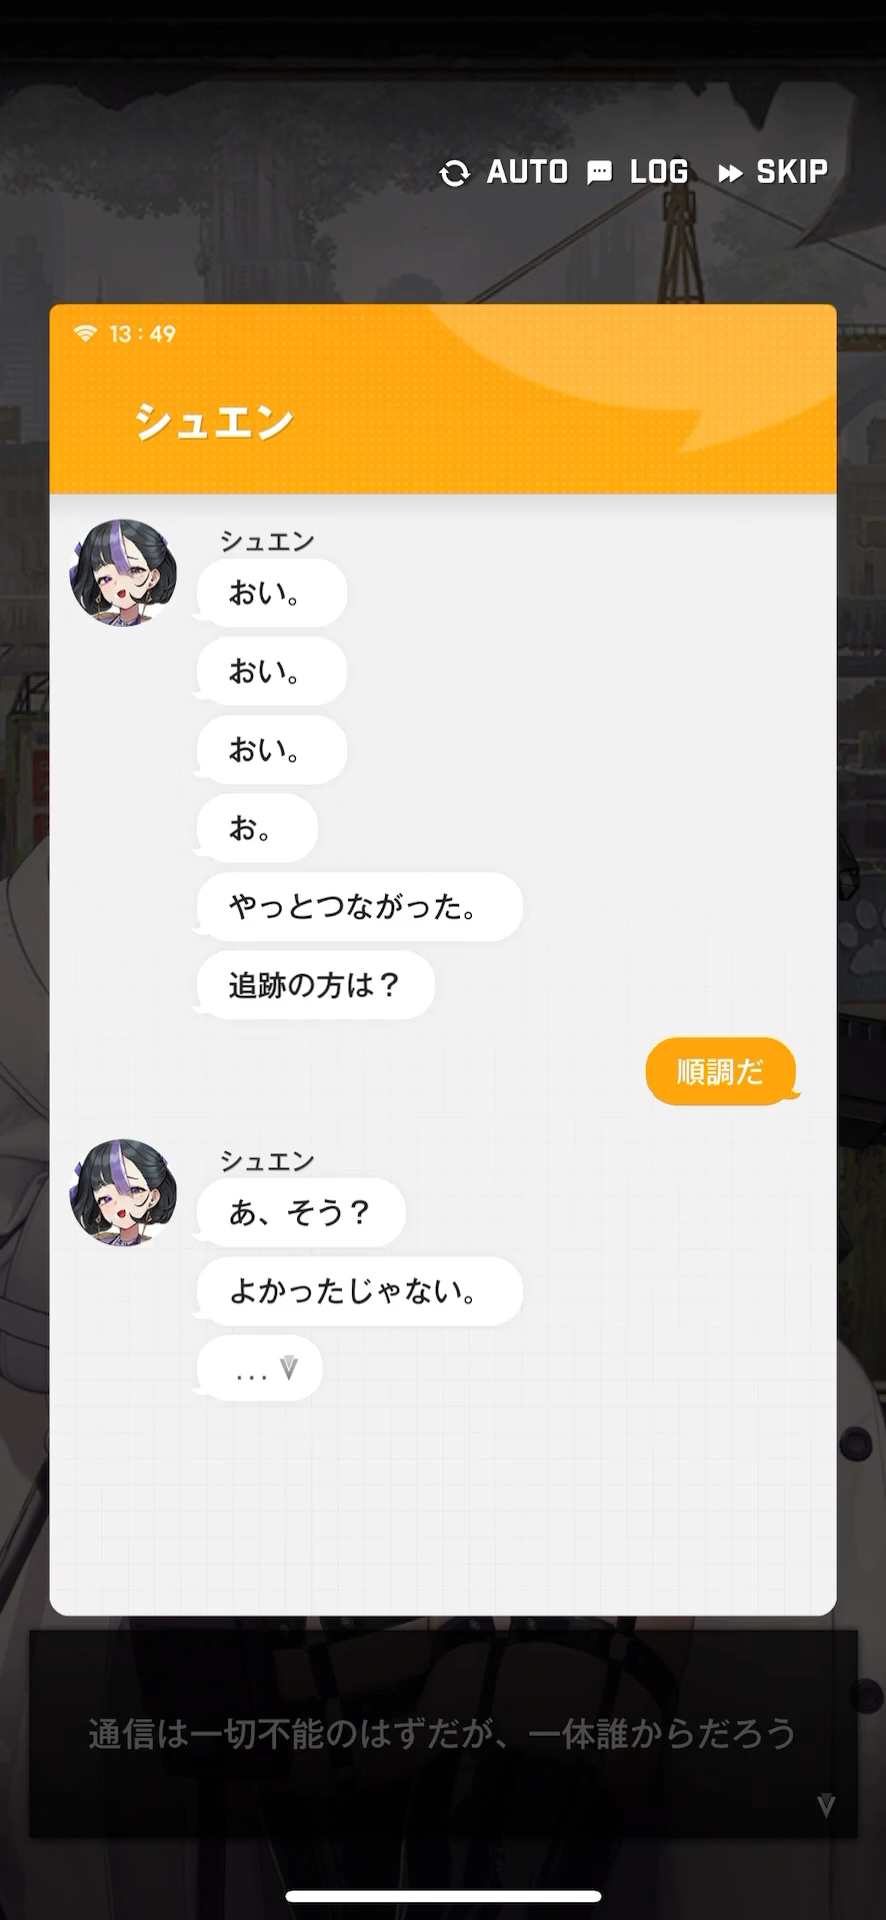 AUTO LOG SKIP
13:49
シュエン
シュエン
おい。
おい。
おい。
お。
やっとつながった。
追跡の方は？
順調だ
シュエン
あ、そう？
よかったじゃない。
...
通信は一切不能のはずだが、一体誰からだろう